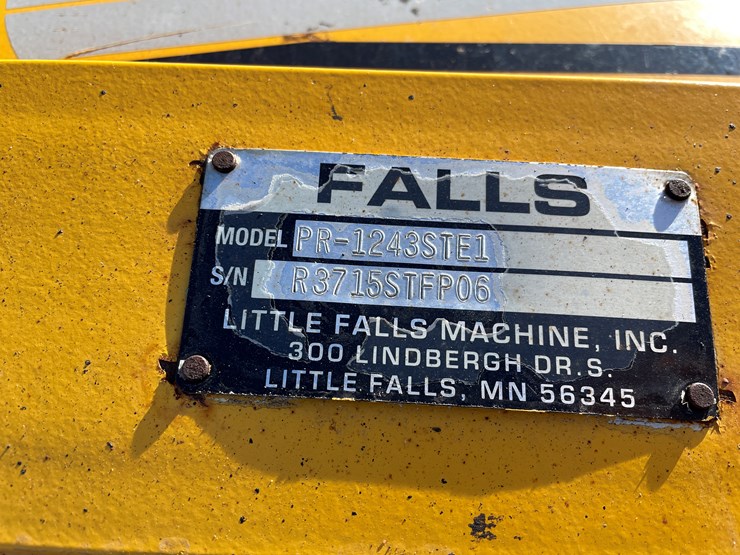 FALLS
MODEL PR-1243STE1
S/N R3715STFP06
LITTLE FALLS MACHINE, INC.
300 LINDBERGH DR.S.
LITTLE FALLS, MN 56345